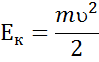 Eк = mυ²/2